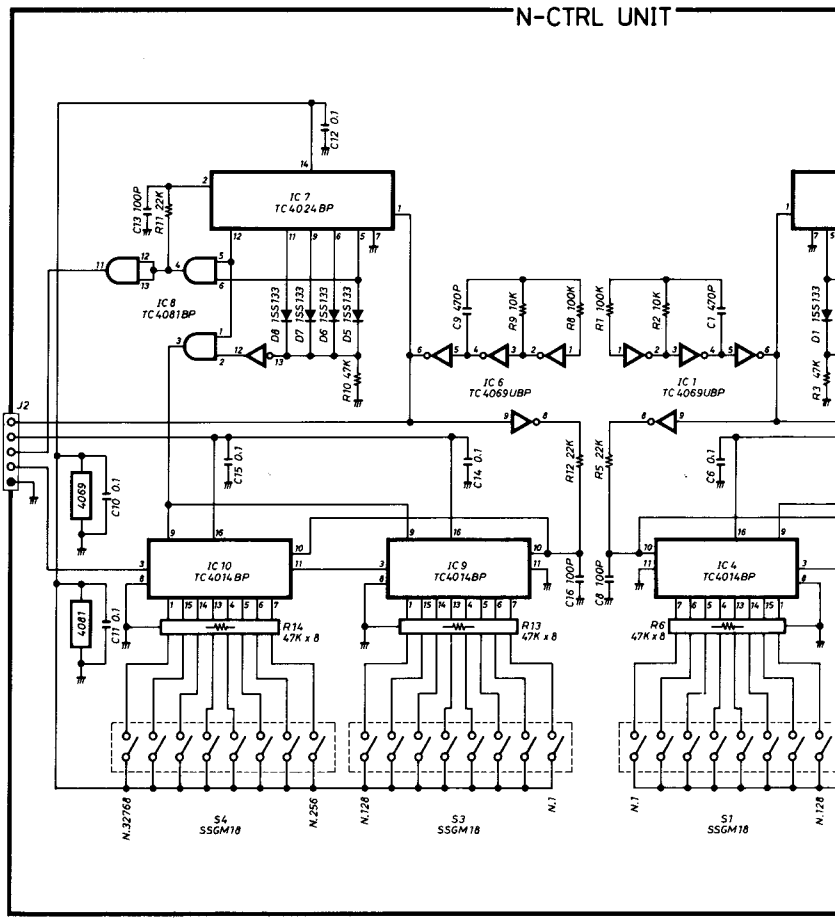 N-CTRL UNIT
C12 0.1
14
2
IC 7
TC4024BP
1
1
C13 100P
R11 22K
12
11
9
6
5
7
7
5
11
12
13
4
5
6
IC 8
TC4081BP
D8 1SS133
D7 1SS133
D6 1SS133
D5 1SS133
C9 470P
R9 10K
R8 100K
R1 100K
R2 10K
C1 470P
D1 1SS133
3
1
2
12
13
R10 47K
6
5
4
3
2
1
1
2
3
4
5
6
R3 47K
IC 6
TC4069UBP
IC 1
TC4069UBP
J2
9
8
8
9
4069
C10 0.1
C15 0.1
C14 0.1
R12 22K
R5 22K
C6 0.1
9
16
10
9
16
10
10
16
9
3
IC 10
TC4014BP
11
3
IC 9
TC4014BP
11
11
IC 4
TC4014BP
3
8
8
8
C16 100P
C8 100P
4081
C11 0.1
1
15
14
13
4
5
6
7
1
15
14
13
4
5
6
7
7
6
5
4
13
14
15
1
R14
47K x 8
R13
47K x 8
R6
47K x 8
N.32768
N.256
N.128
N.1
N.1
N.128
S4
SSGM18
S3
SSGM18
S1
SSGM18